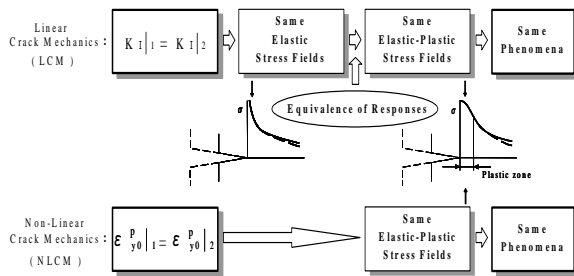 Linear
Crack Mechanics :
( LCM )
K I | 1 = K I | 2
Same
Elastic
Stress Fields
Same
Elastic-Plastic
Stress Fields
Same
Phenomena
Equivalence of Responses
σ
σ
Plastic zone
Non-Linear
Crack Mechanics :
( NLCM )
ε p y0 | 1 = ε p y0 | 2
Same
Elastic-Plastic
Stress Fields
Same
Phenomena